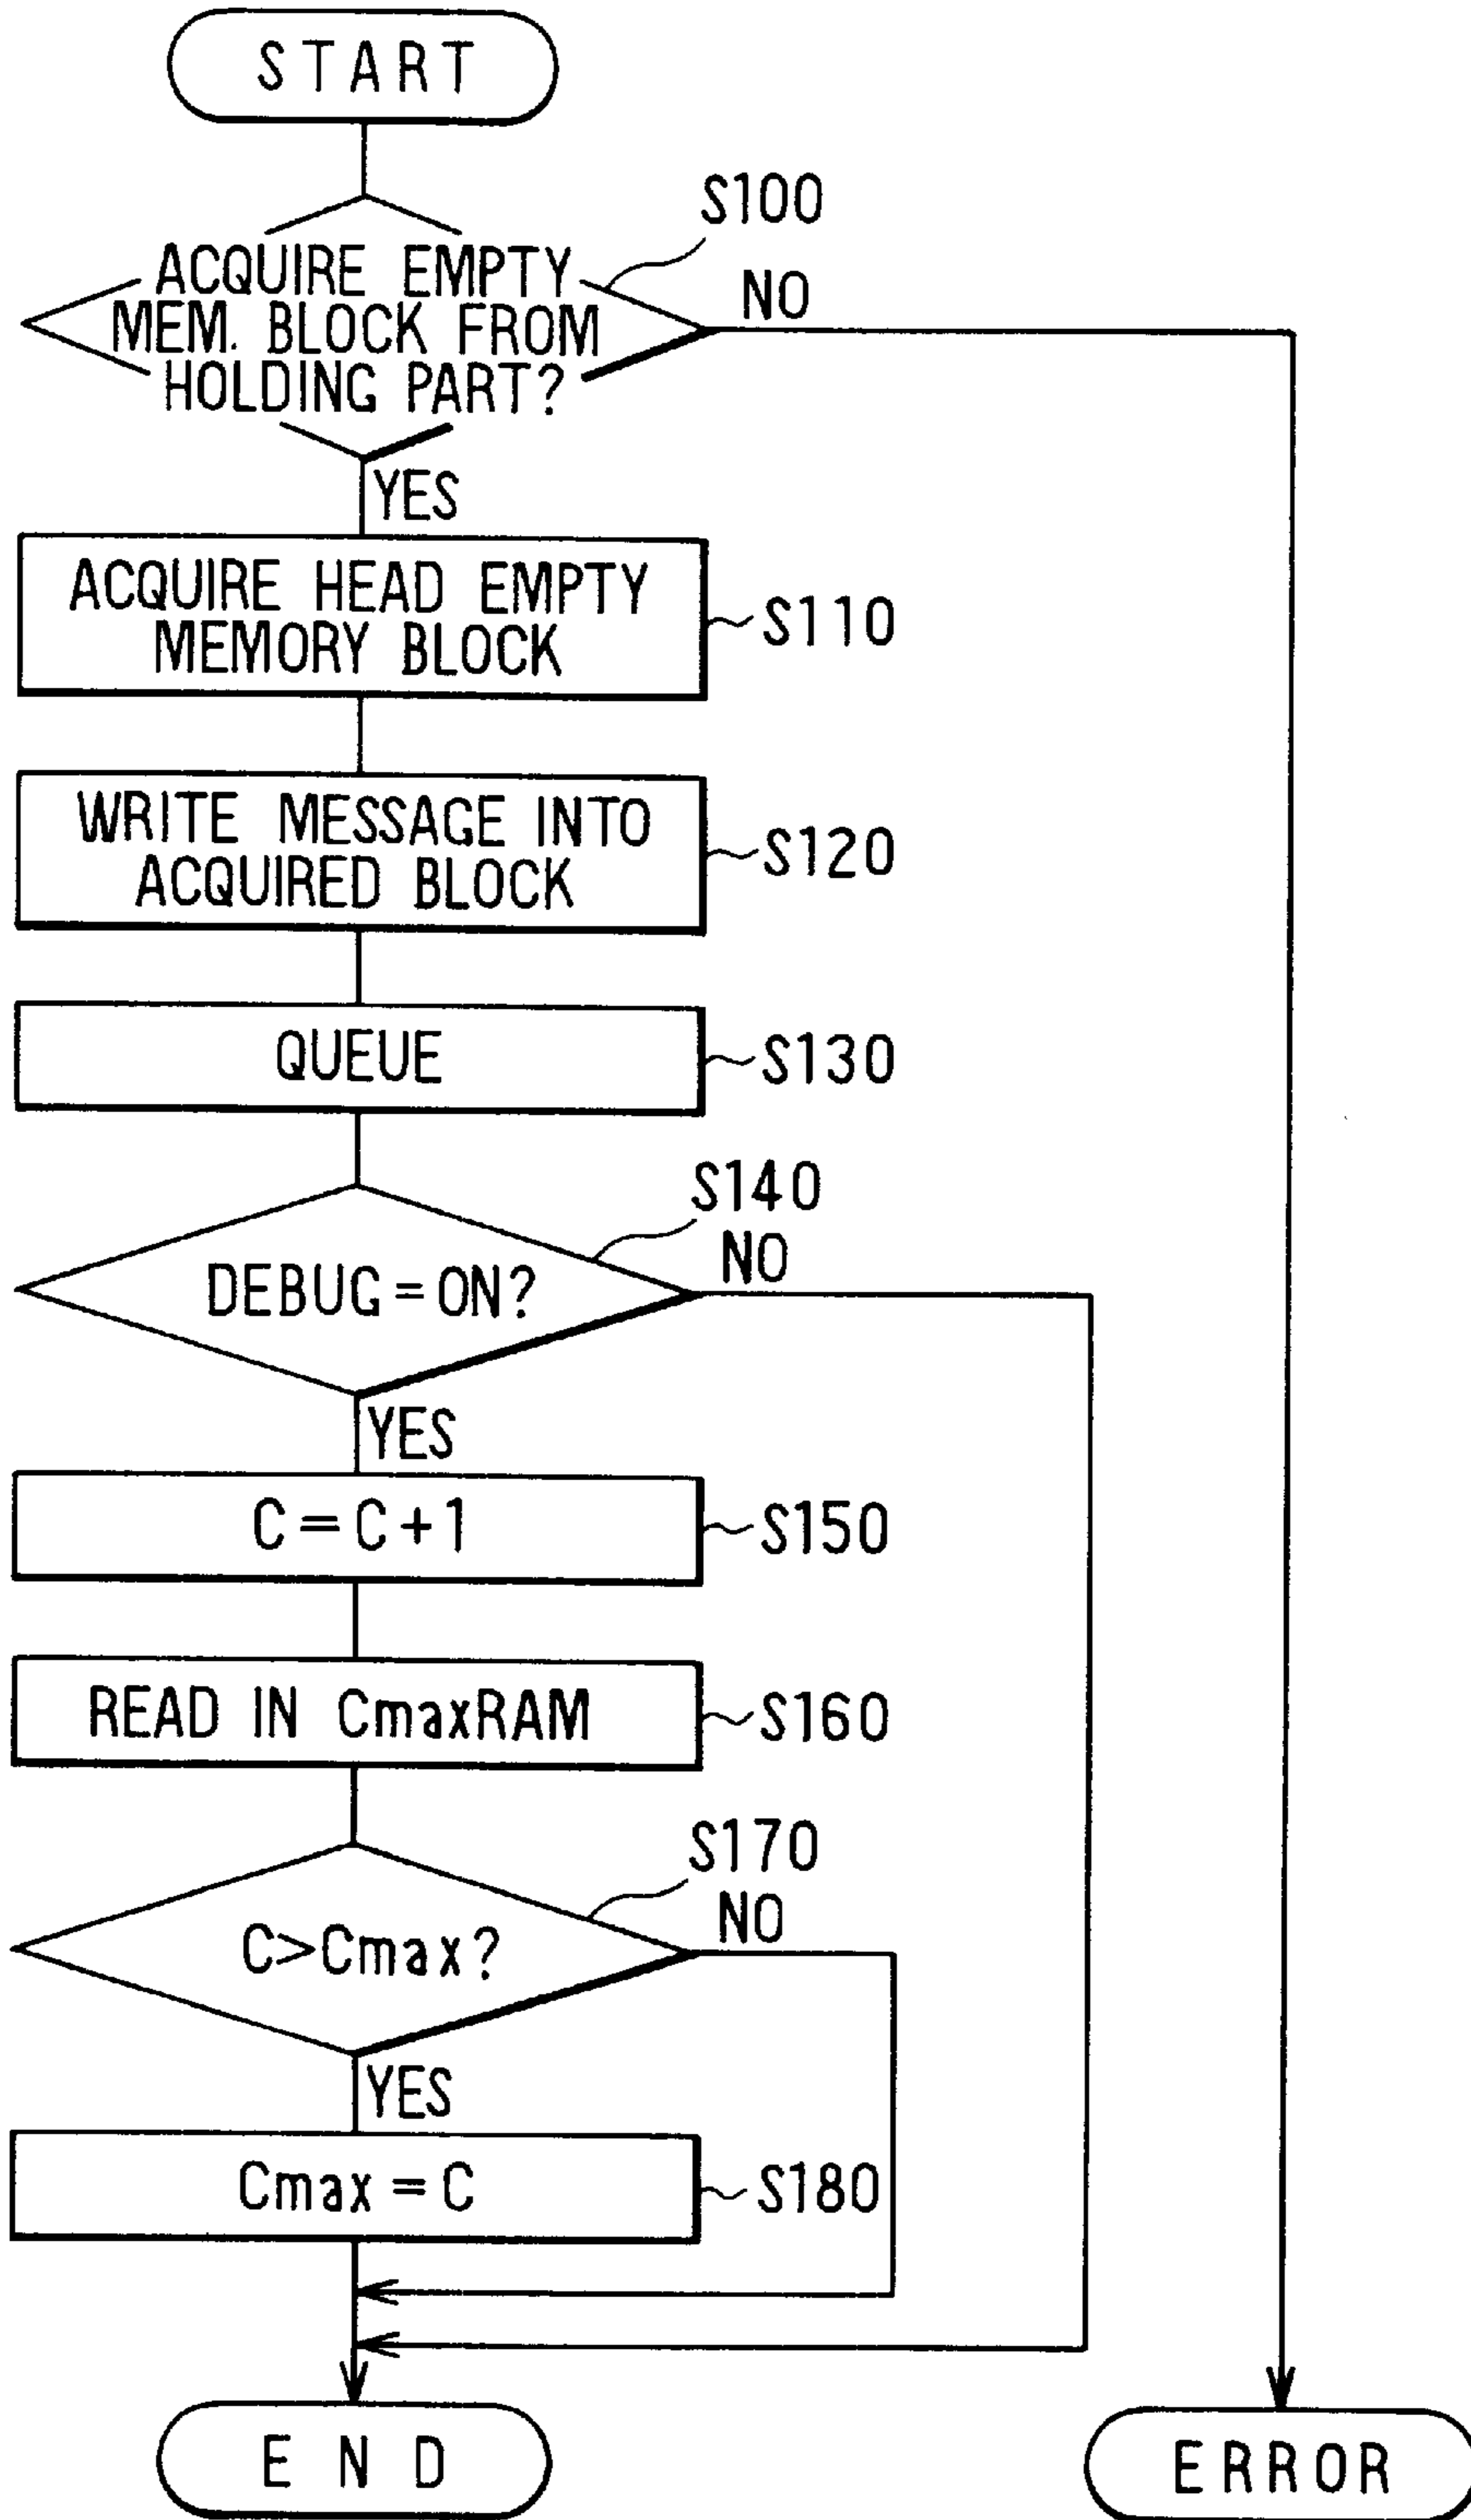 START
S100
NO
ACQUIRE EMPTY
MEM. BLOCK FROM
HOLDING PART?
YES
ACQUIRE HEAD EMPTY
MEMORY BLOCK
S110
WRITE MESSAGE INTO
ACQUIRED BLOCK
S120
QUEUE
S130
S140
NO
DEBUG=ON?
YES
C=C+1
S150
READ IN CmaxRAM
S160
S170
NO
C>Cmax?
YES
Cmax=C
S180
END
ERROR